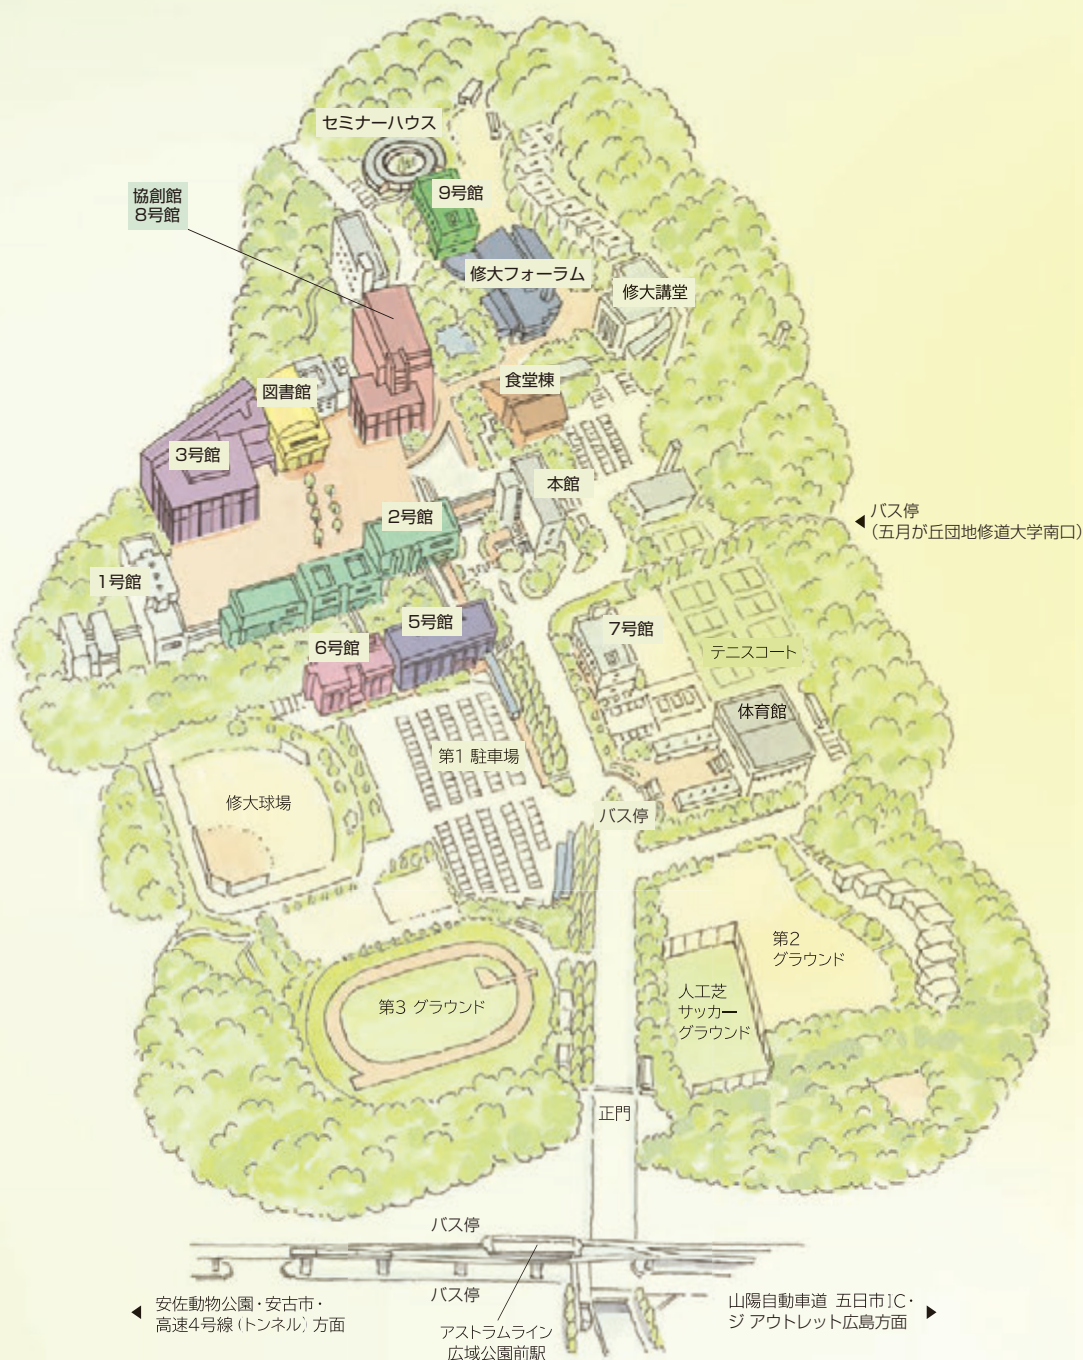 セミナーハウス
協創館
8号館
9号館
修大フォーラム
修大講堂
食堂棟
図書館
3号館
本館
2号館
バス停
(五月が丘団地修道大学南口)
1号館
5号館
6号館
7号館
テニスコート
体育館
第1 駐車場
修大球場
バス停
第2
グラウンド
人工芝
サッカー
グラウンド
第3 グラウンド
正門
バス停
バス停
安佐動物公園・安古市・
高速4号線(トンネル)方面
アストラムライン
広域公園前駅
山陽自動車道 五日市IC・
ジ アウトレット広島方面